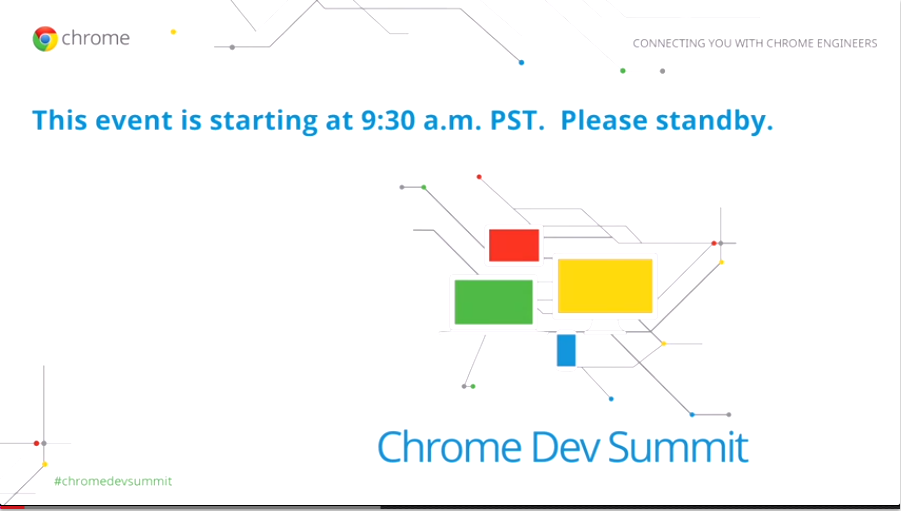 chrome
CONNECTING YOU WITH CHROME ENGINEERS
This event is starting at 9:30 a.m. PST.  Please standby.
Chrome Dev Summit
#chromedevsummit